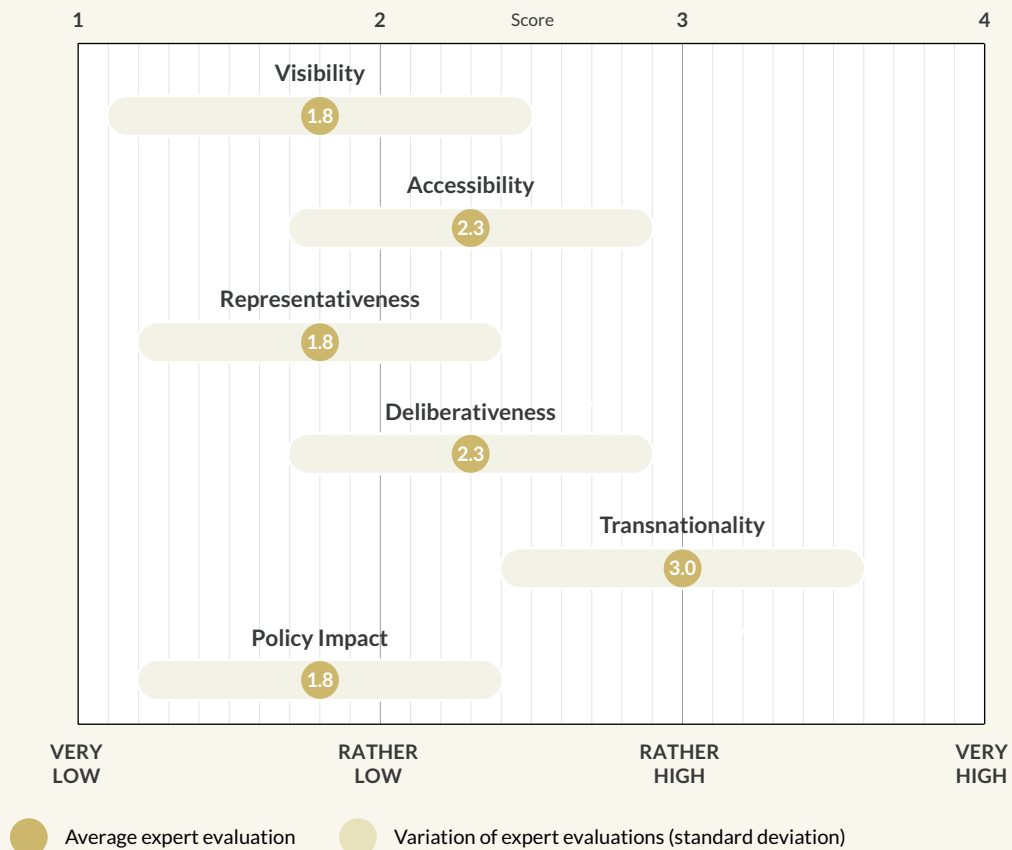 1 2 Score 3 4
Visibility
1.8
Accessibility
2.3
Representativeness
1.8
Deliberativeness
2.3
Transnationality
3.0
Policy Impact
1.8
VERY LOW
RATHER LOW
RATHER HIGH
VERY HIGH
Average expert evaluation
Variation of expert evaluations (standard deviation)